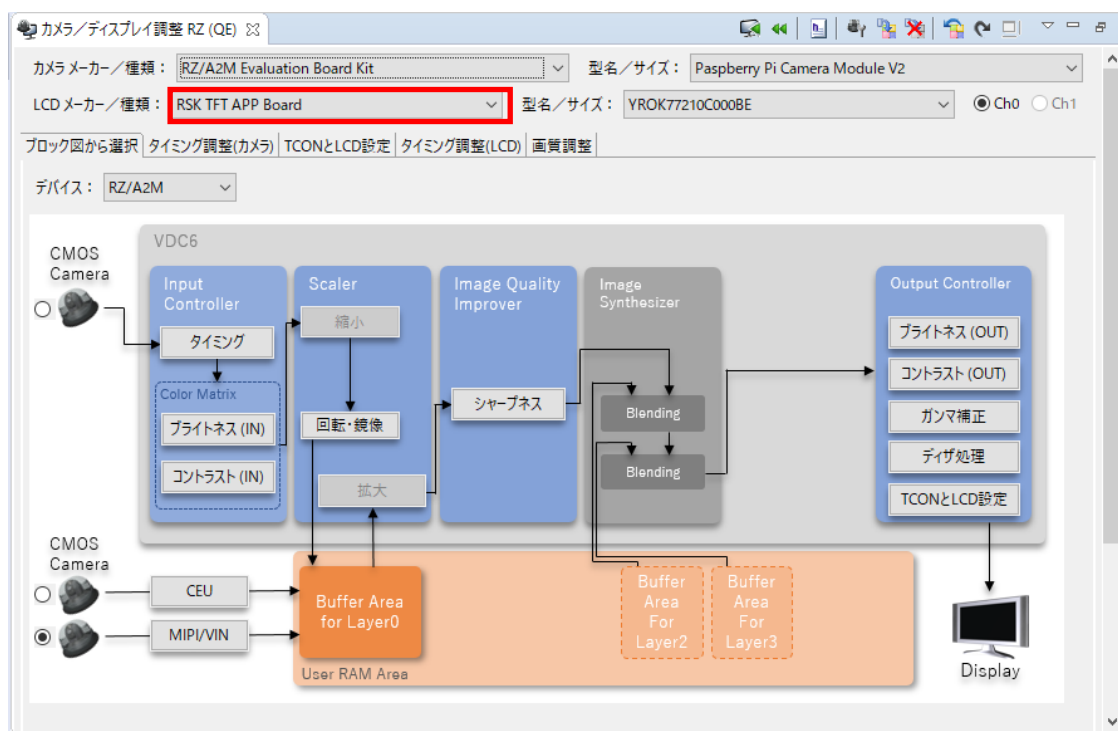 カメラ／ディスプレイ調整 RZ (QE)
カメラ メーカー／種類： RZ/A2M Evaluation Board Kit 型名／サイズ： Paspberry Pi Camera Module V2
LCD メーカー／種類： RSK TFT APP Board 型名／サイズ： YROK77210C000BE Ch0 Ch1
ブロック図から選択 タイミング調整(カメラ) TCONとLCD設定 タイミング調整(LCD) 画質調整
デバイス： RZ/A2M
VDC6
CMOS
Camera
Input
Controller
タイミング
Color Matrix
ブライトネス (IN)
コントラスト (IN)
Scaler
縮小
回転・鏡像
拡大
Image Quality
Improver
シャープネス
Image
Synthesizer
Blending
Blending
Output Controller
ブライトネス (OUT)
コントラスト (OUT)
ガンマ補正
ディザ処理
TCONとLCD設定
CMOS
Camera
CEU
MIPI/VIN
Buffer Area
for Layer0
User RAM Area
Buffer
Area
For
Layer2
Buffer
Area
For
Layer3
Display